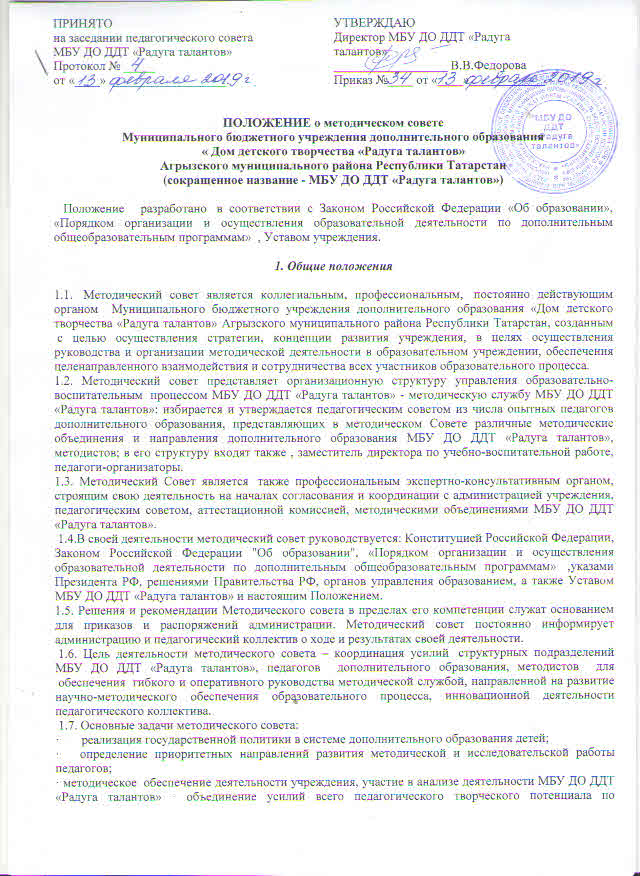 ПРИНЯТО
на заседании педагогического совета
МБУ ДО ДДТ «Радуга талантов»
Протокол № 4
от « 13 » февраля 2019 г.
УТВЕРЖДАЮ
Директор МБУ ДО ДДТ «Радуга
талантов»
В.В.Федорова
Приказ № 34 от « 13 » февраля 2019 г.
МБУ ДО
ДДТ
«Радуга
талантов»
ПОЛОЖЕНИЕ о методическом совете
Муниципального бюджетного учреждения дополнительного образования
« Дом детского творчества «Радуга талантов»
Агрызского муниципального района Республики Татарстан
(сокращенное название - МБУ ДО ДДТ «Радуга талантов»)
Положение разработано в соответствии с Законом Российской Федерации «Об образовании»,
«Порядком организации и осуществления образовательной деятельности по дополнительным
общеобразовательным программам» , Уставом учреждения.
1. Общие положения
1.1. Методический совет является коллегиальным, профессиональным, постоянно действующим
органом Муниципального бюджетного учреждения дополнительного образования «Дом детского
творчества «Радуга талантов» Агрызского муниципального района Республики Татарстан, созданным
с целью осуществления стратегии, концепции развития учреждения, в целях осуществления
руководства и организации методической деятельности в образовательном учреждении, обеспечения
целенаправленного взаимодействия и сотрудничества всех участников образовательного процесса.
1.2. Методический совет представляет организационную структуру управления образовательно-
воспитательным процессом МБУ ДО ДДТ «Радуга талантов» - методическую службу МБУ ДО ДДТ
«Радуга талантов»: избирается и утверждается педагогическим советом из числа опытных педагогов
дополнительного образования, представляющих в методическом Совете различные методические
объединения и направления дополнительного образования МБУ ДО ДДТ «Радуга талантов»,
методистов; в его структуру входят также , заместитель директора по учебно-воспитательной работе,
педагоги-организаторы.
1.3. Методический Совет является также профессиональным экспертно-консультативным органом,
строящим свою деятельность на началах согласования и координации с администрацией учреждения,
педагогическим советом, аттестационной комиссией, методическими объединениями МБУ ДО ДДТ
«Радуга талантов».
1.4.В своей деятельности методический совет руководствуется: Конституцией Российской Федерации,
Законом Российской Федерации "Об образовании", «Порядком организации и осуществления
образовательной деятельности по дополнительным общеобразовательным программам» ,указами
Президента РФ, решениями Правительства РФ, органов управления образованием, а также Уставом
МБУ ДО ДДТ «Радуга талантов» и настоящим Положением.
1.5. Решения и рекомендации Методического совета в пределах его компетенции служат основанием
для приказов и распоряжений администрации. Методический совет постоянно информирует
администрацию и педагогический коллектив о ходе и результатах своей деятельности.
1.6. Цель деятельности методического совета – координация усилий структурных подразделений
МБУ ДО ДДТ «Радуга талантов», педагогов дополнительного образования, методистов для
обеспечения гибкого и оперативного руководства методической службой, направленной на развитие
научно-методического обеспечения образовательного процесса, инновационной деятельности
педагогического коллектива.
1.7. Основные задачи методического совета:
· реализация государственной политики в системе дополнительного образования детей;
· определение приоритетных направлений развития методической и исследовательской работы
педагогов;
· методическое обеспечение деятельности учреждения, участие в анализе деятельности МБУ ДО ДДТ
«Радуга талантов» · объединение усилий всего педагогического творческого потенциала по